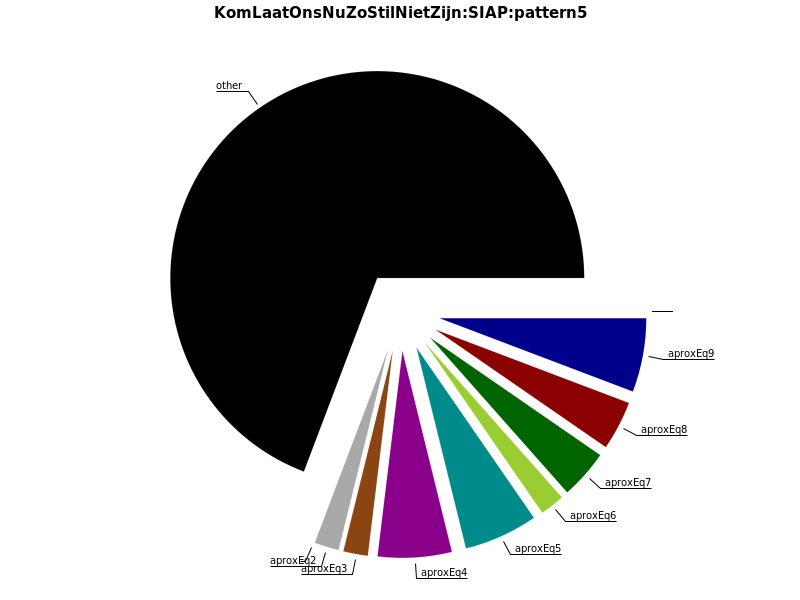 KomLaatOnsNuZoStilNietZijn:SIAP:pattern5
other
aproxEq9
aproxEq8
aproxEq7
aproxEq6
aproxEq5
aproxEq4
aproxEq3
aproxEq2